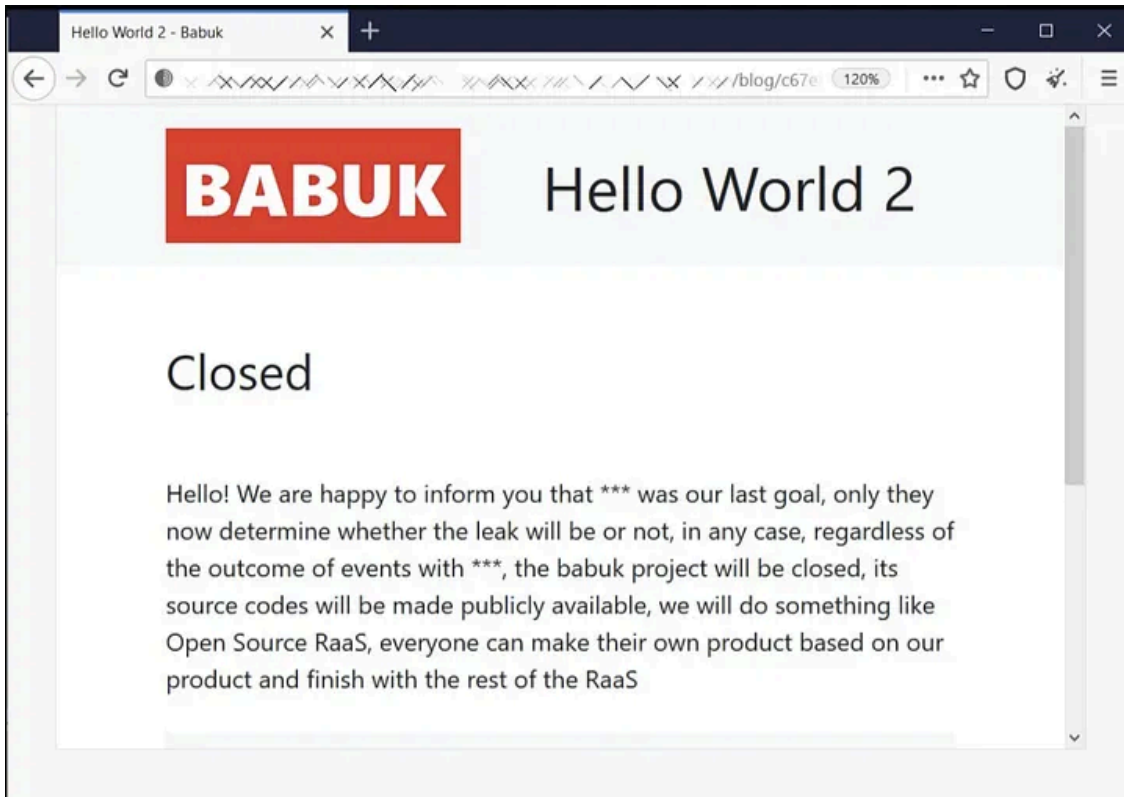 Hello World 2 - Babuk
/blog/c67e
120%
BABUK
Hello World 2
Closed
Hello! We are happy to inform you that *** was our last goal, only they
now determine whether the leak will be or not, in any case, regardless of
the outcome of events with ***, the babuk project will be closed, its
source codes will be made publicly available, we will do something like
Open Source RaaS, everyone can make their own product based on our
product and finish with the rest of the RaaS